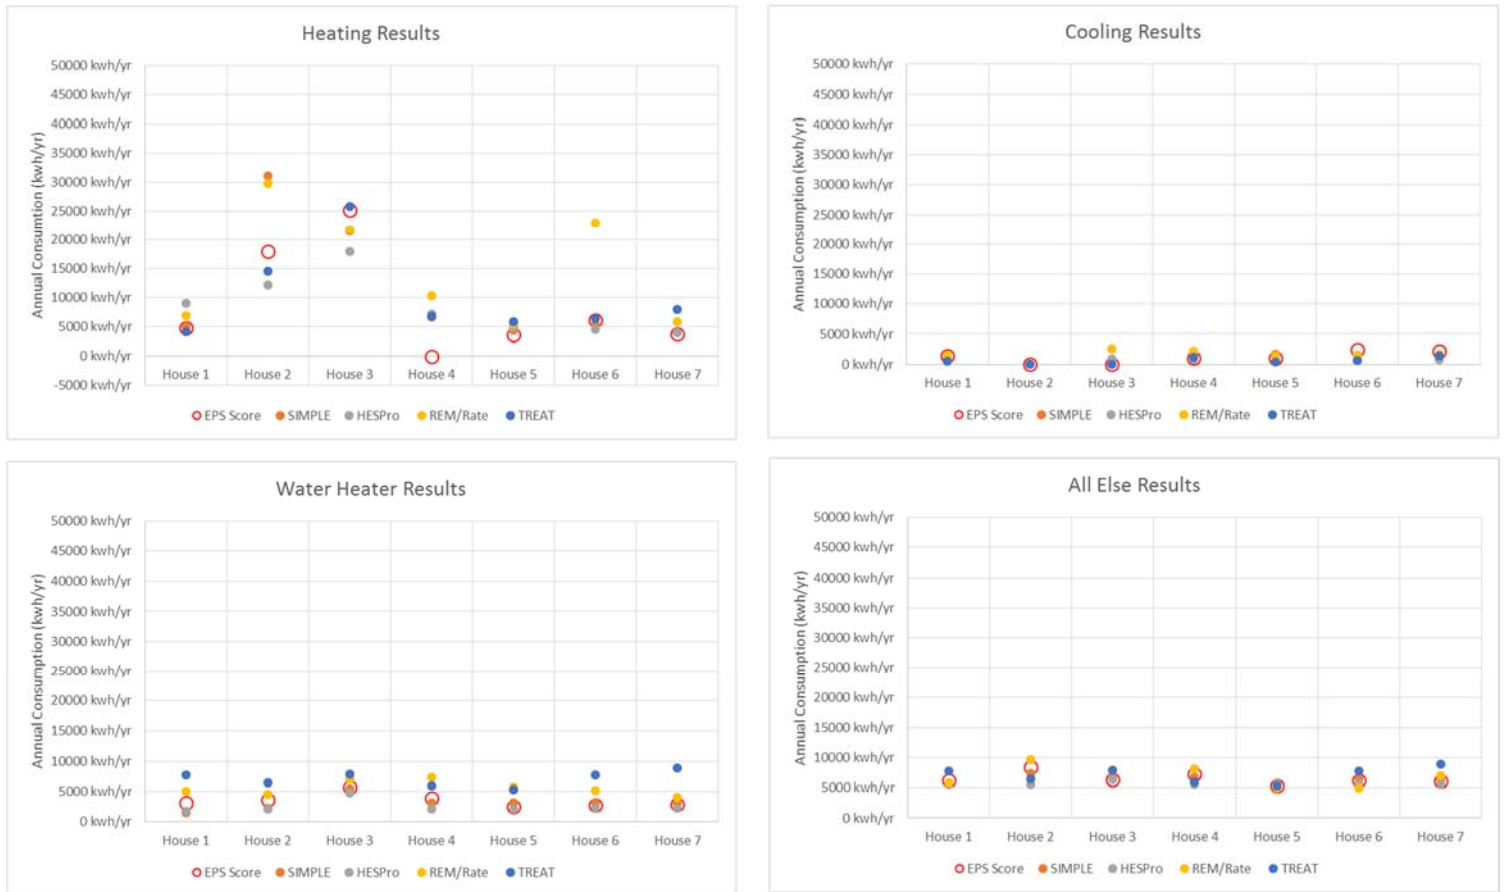 Heating Results
Annual Consumtion (kwh/yr)
50000 kwh/yr
45000 kwh/yr
40000 kwh/yr
35000 kwh/yr
30000 kwh/yr
25000 kwh/yr
20000 kwh/yr
15000 kwh/yr
10000 kwh/yr
5000 kwh/yr
0 kwh/yr
-5000 kwh/yr
House 1 House 2 House 3 House 4 House 5 House 6 House 7
EPS Score SIMPLE HESPro REM/Rate TREAT
Cooling Results
Annual Consumption (kwh/yr)
50000 kwh/yr
45000 kwh/yr
40000 kwh/yr
35000 kwh/yr
30000 kwh/yr
25000 kwh/yr
20000 kwh/yr
15000 kwh/yr
10000 kwh/yr
5000 kwh/yr
0 kwh/yr
House 1 House 2 House 3 House 4 House 5 House 6 House 7
EPS Score SIMPLE HESPro REM/Rate TREAT
Water Heater Results
Annual Consumption (kwh/yr)
50000 kwh/yr
45000 kwh/yr
40000 kwh/yr
35000 kwh/yr
30000 kwh/yr
25000 kwh/yr
20000 kwh/yr
15000 kwh/yr
10000 kwh/yr
5000 kwh/yr
0 kwh/yr
House 1 House 2 House 3 House 4 House 5 House 6 House 7
EPS Score SIMPLE HESPro REM/Rate TREAT
All Else Results
Annual Consumption (kwh/yr)
50000 kwh/yr
45000 kwh/yr
40000 kwh/yr
35000 kwh/yr
30000 kwh/yr
25000 kwh/yr
20000 kwh/yr
15000 kwh/yr
10000 kwh/yr
5000 kwh/yr
0 kwh/yr
House 1 House 2 House 3 House 4 House 5 House 6 House 7
EPS Score SIMPLE HESPro REM/Rate TREAT